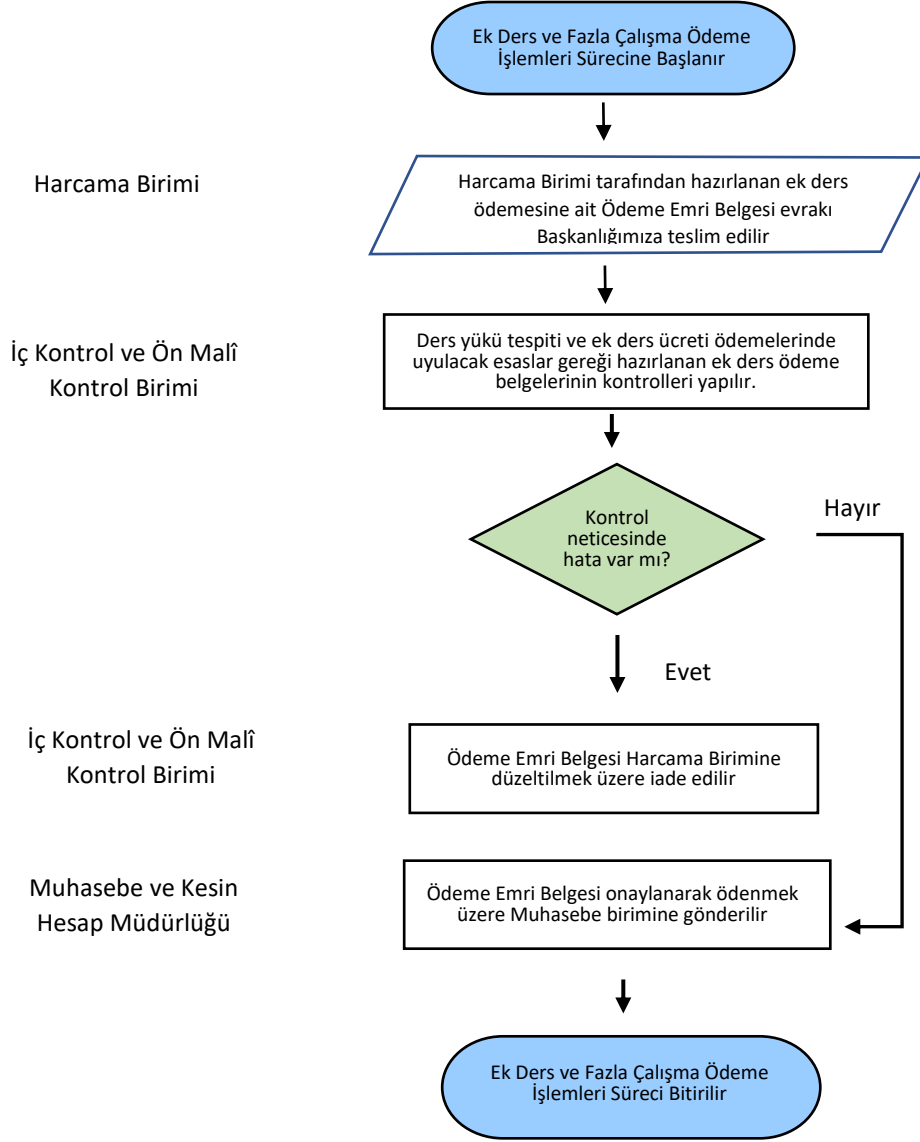 Ek Ders ve Fazla Çalışma Ödeme
İşlemleri Sürecine Başlanır
Harcama Birimi
Harcama Birimi tarafından hazırlanan ek ders
ödemesine ait Ödeme Emri Belgesi evrakı
Başkanlığımıza teslim edilir
İç Kontrol ve Ön Malî
Kontrol Birimi
Ders yükü tespiti ve ek ders ücreti ödemelerinde
uyulacak esaslar gereği hazırlanan ek ders ödeme
belgelerinin kontrolleri yapılır.
Kontrol
neticesinde
hata var mı?
Hayır
Evet
İç Kontrol ve Ön Malî
Kontrol Birimi
Ödeme Emri Belgesi Harcama Birimine
düzeltilmek üzere iade edilir
Muhasebe ve Kesin
Hesap Müdürlüğü
Ödeme Emri Belgesi onaylanarak ödenmek
üzere Muhasebe birimine gönderilir
Ek Ders ve Fazla Çalışma Ödeme
İşlemleri Süreci Bitirilir